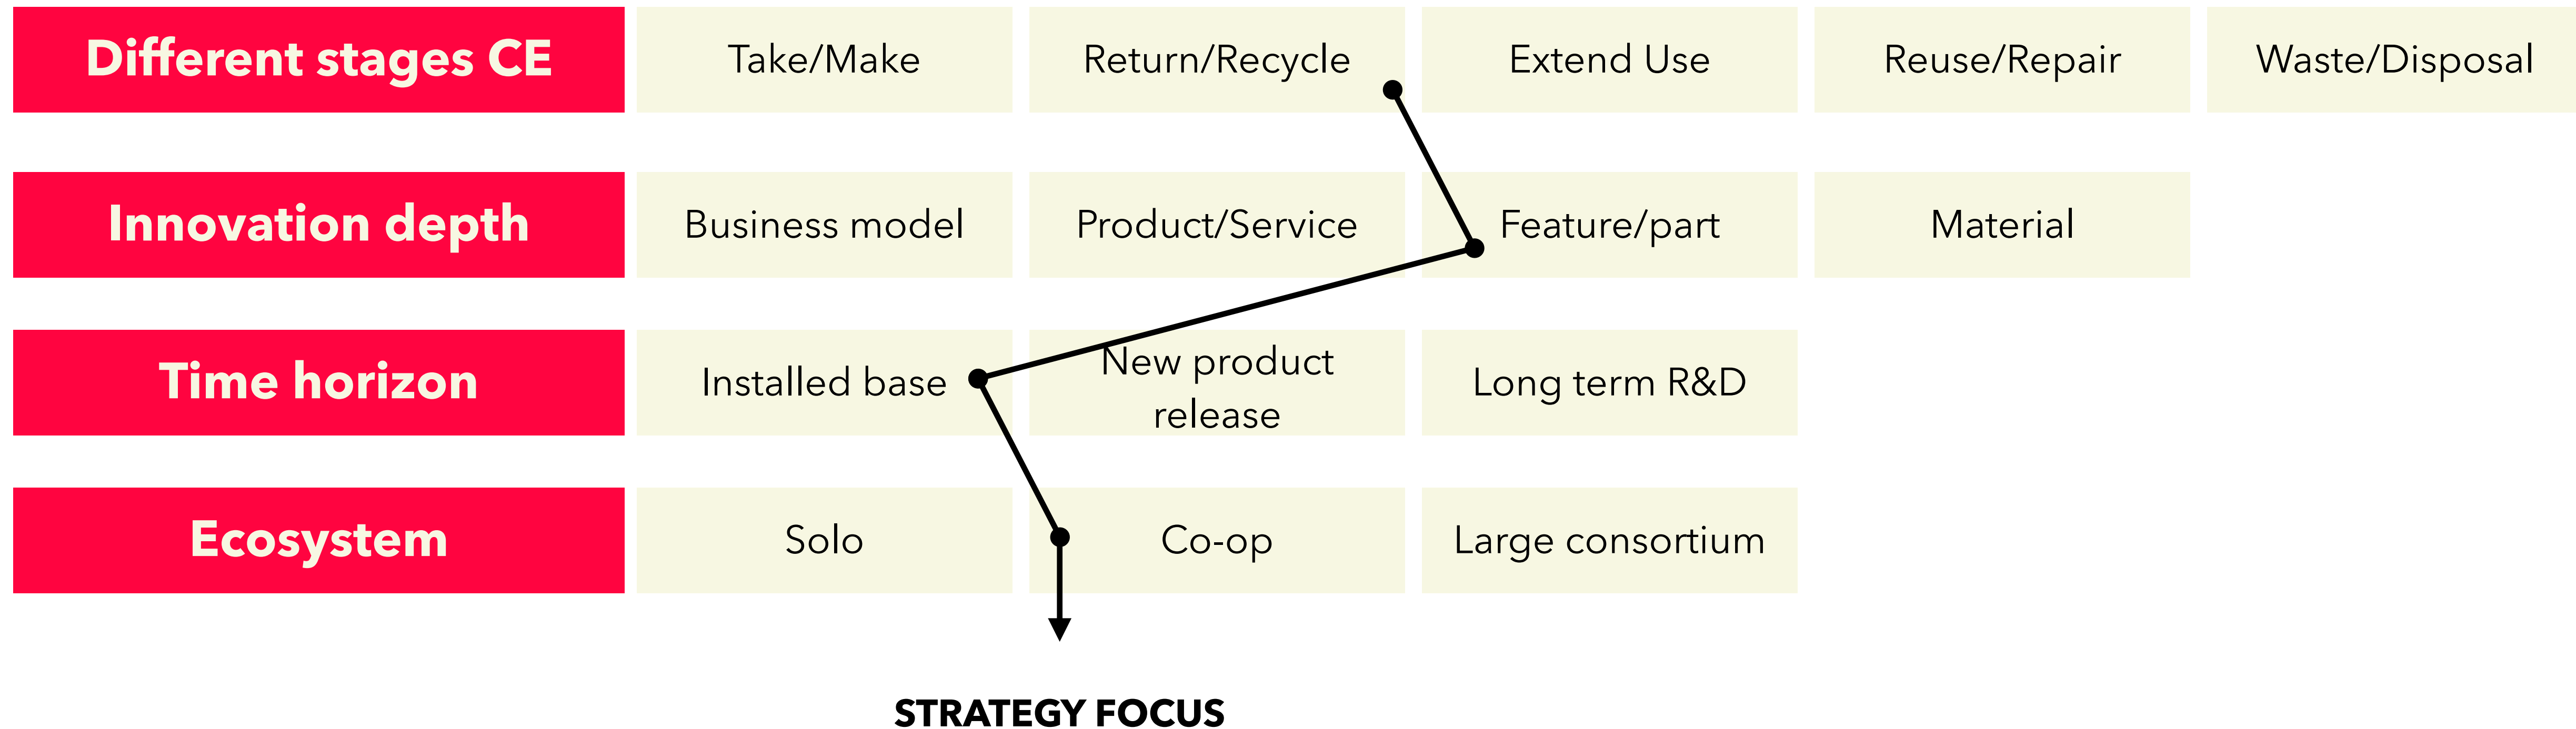 Different stages CE
Take/Make
Return/Recycle
Extend Use
Reuse/Repair
Waste/Disposal
Innovation depth
Business model
Product/Service
Feature/part
Material
Time horizon
Installed base
New product
release
Long term R&D
Ecosystem
Solo
Co-op
Large consortium
STRATEGY FOCUS